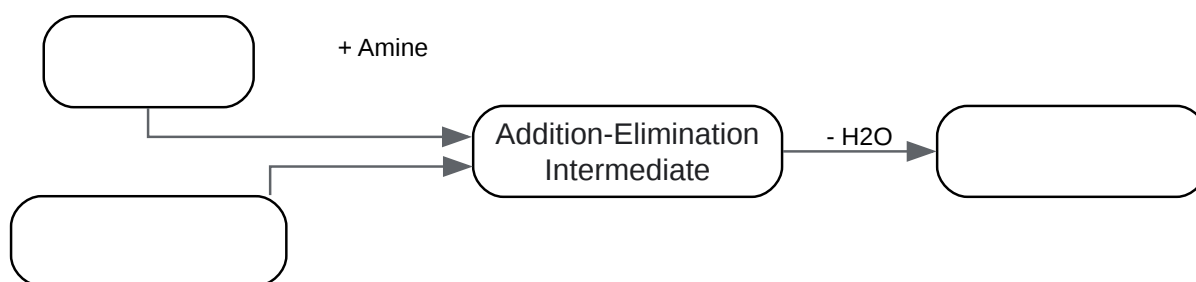 + Amine
Addition-Elimination
Intermediate
- H2O